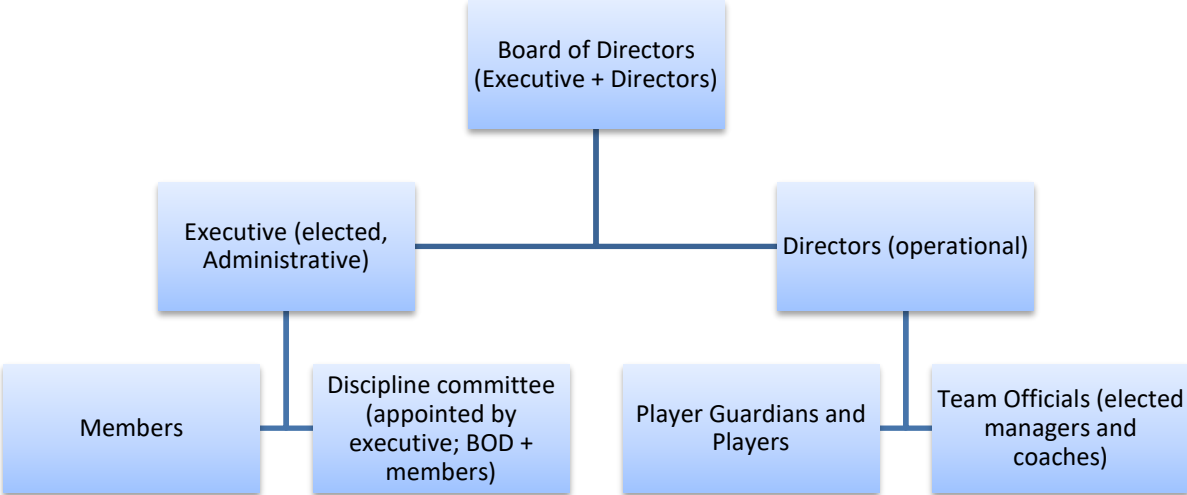 Board of Directors
(Executive + Directors)
Executive (elected,
Administrative)
Directors (operational)
Members
Discipline committee
(appointed by
executive; BOD +
members)
Player Guardians and
Players
Team Officials (elected
managers and
coaches)